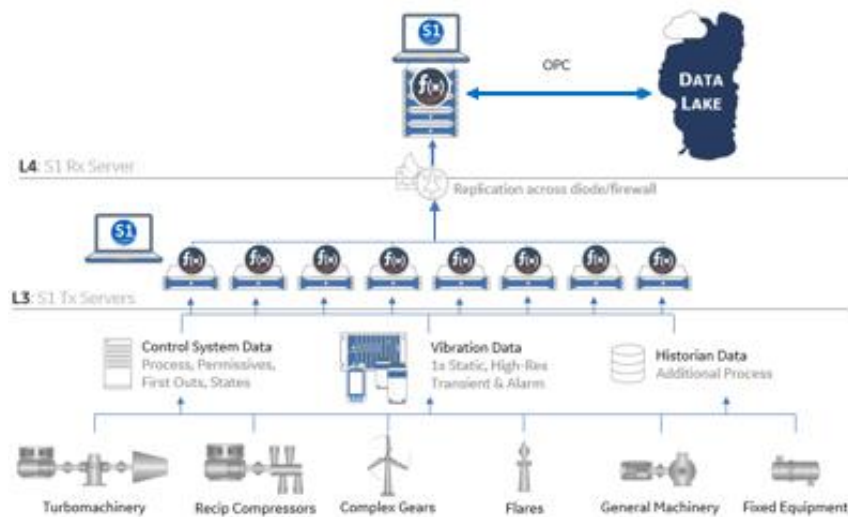 S1
f(x)
OPC
DATA
LAKE
L4: S1 Rx Server
Replication across diode/firewall
S1
f(x) f(x) f(x) f(x) f(x) f(x) f(x) f(x)
L3: S1 Tx Servers
Control System Data
Process, Permissives,
First Outs, States
Vibration Data
1x Static, High-Res
Transient & Alarm
Historian Data
Additional Process
Turbomachinery
Recip Compressors
Complex Gears
Flares
General Machinery
Fixed Equipment